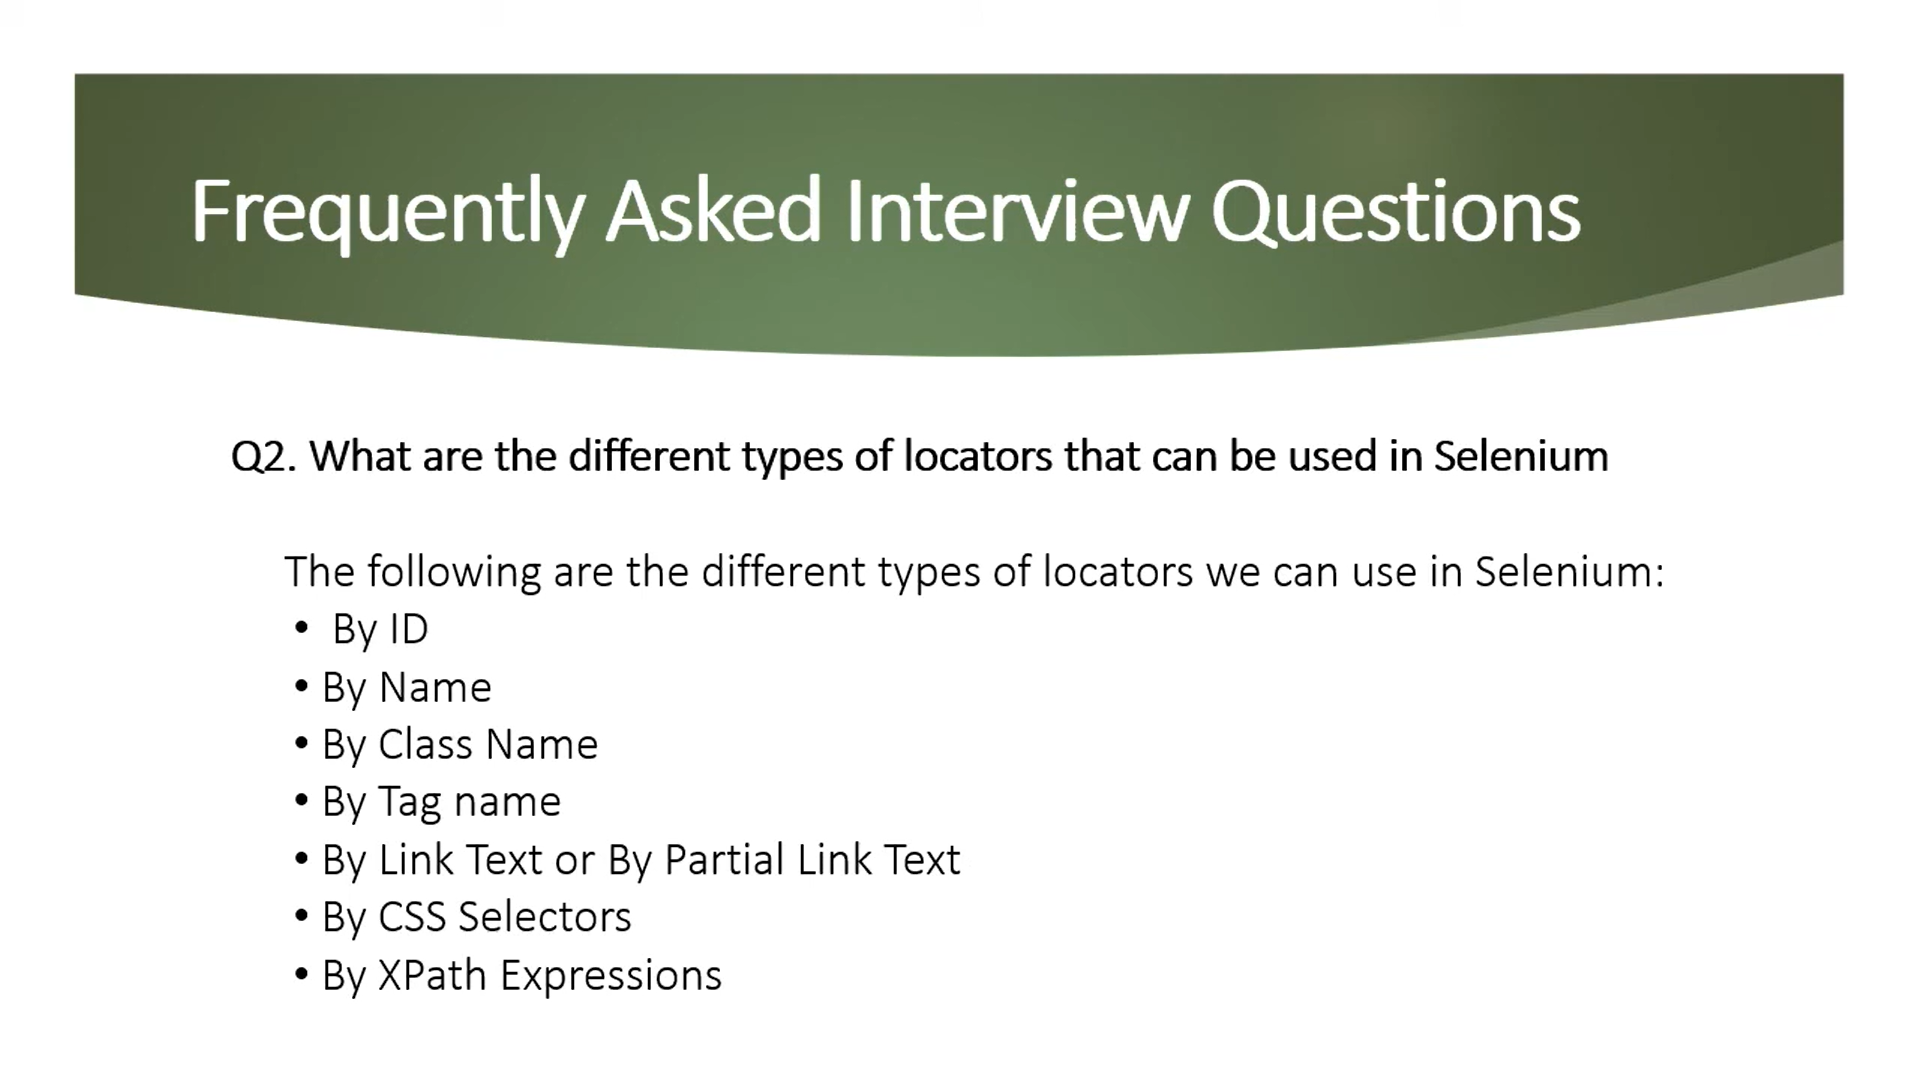 Frequently Asked Interview Questions
Q2. What are the different types of locators that can be used in Selenium
The following are the different types of locators we can use in Selenium:
• By ID
• By Name
• By Class Name
• By Tag name
• By Link Text or By Partial Link Text
• By CSS Selectors
• By XPath Expressions